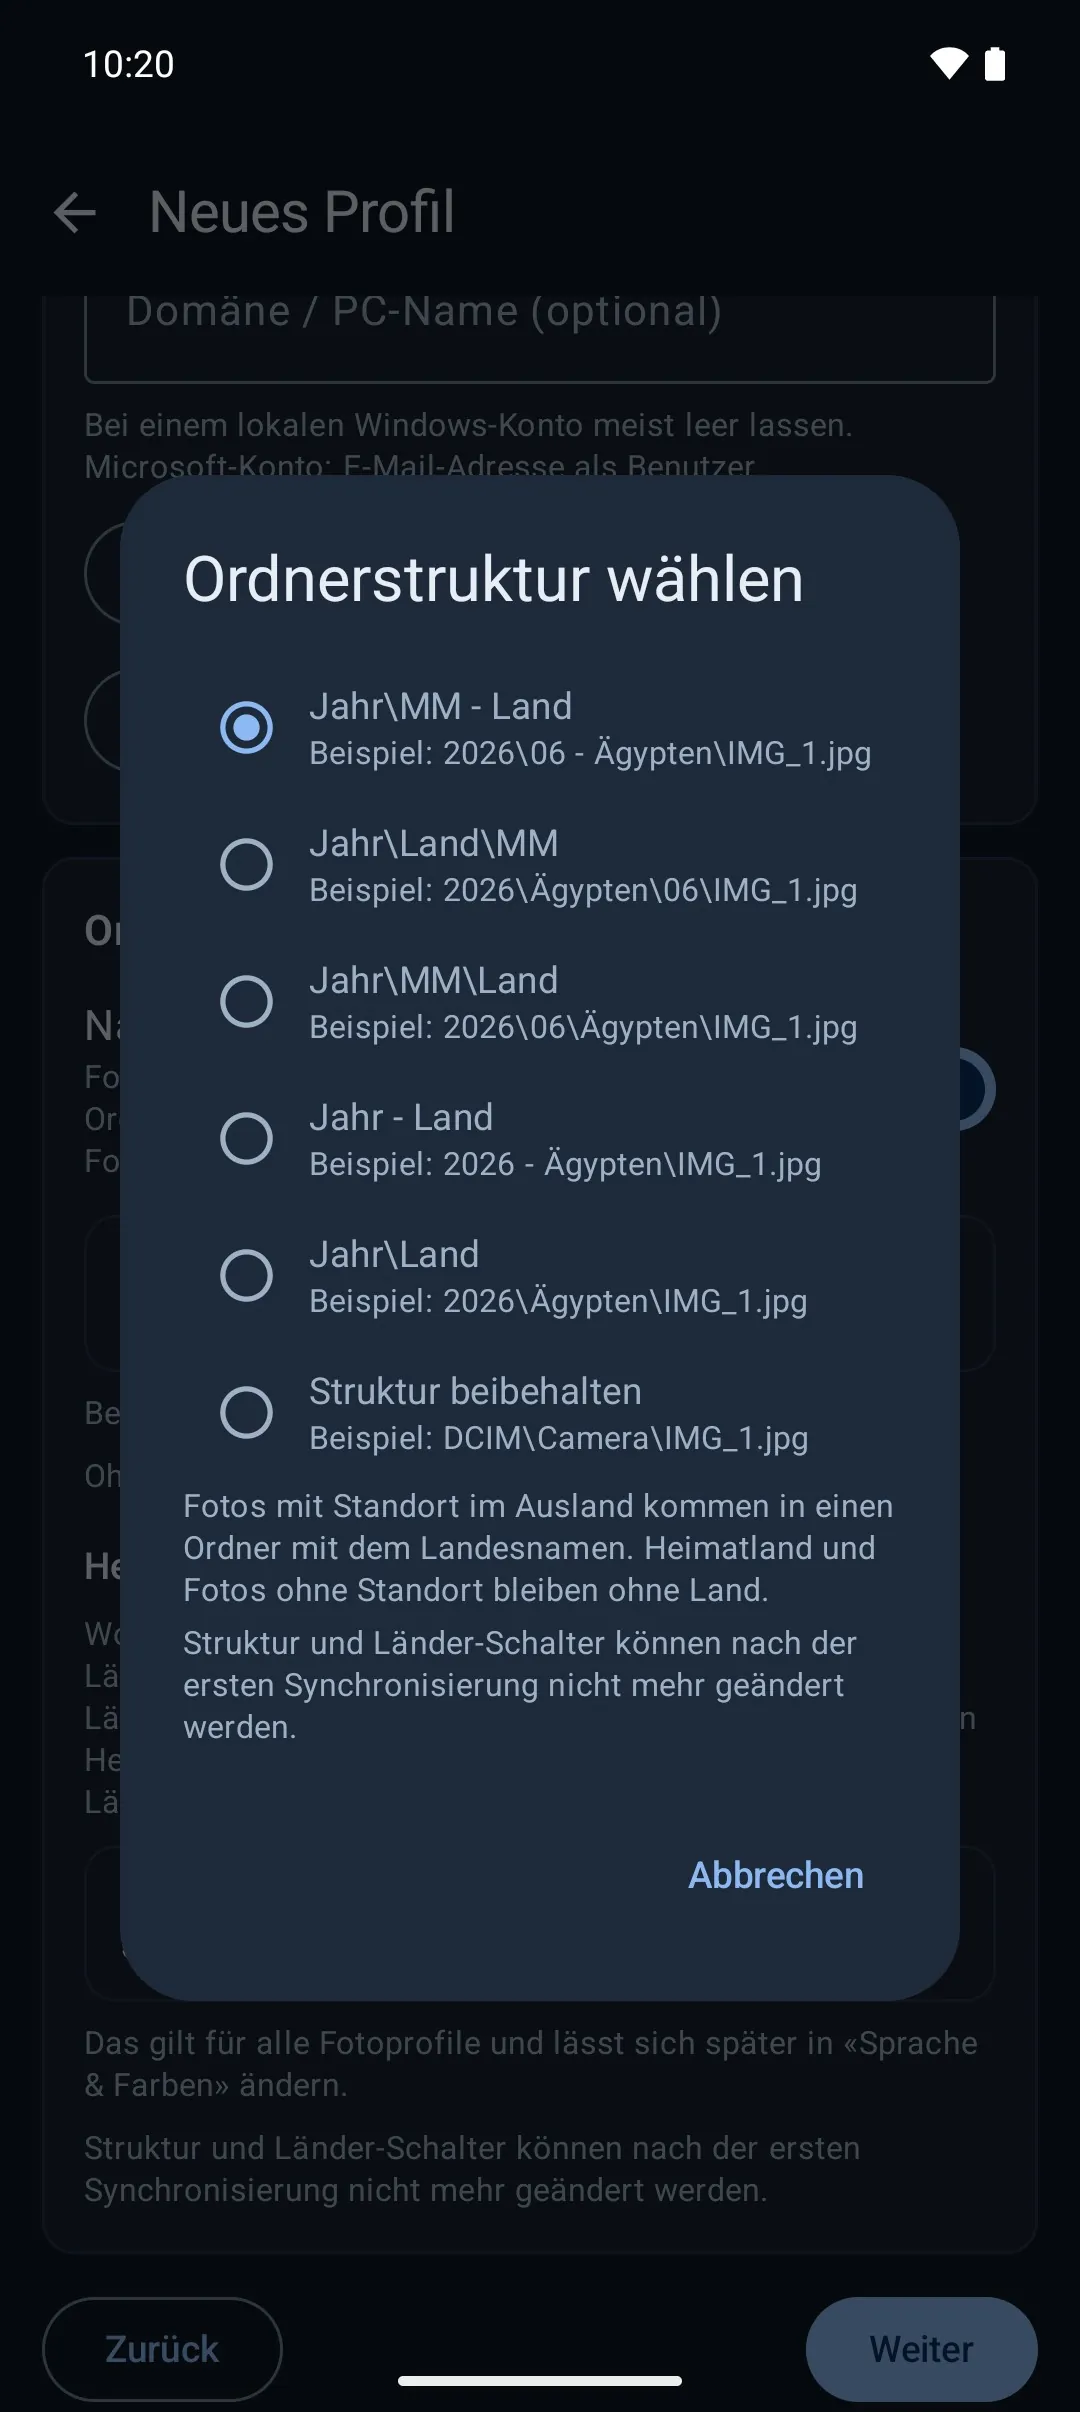 10:20
Neues Profil
Domäne / PC-Name (optional)
Bei einem lokalen Windows-Konto meist leer lassen.
Microsoft-Konto: E-Mail-Adresse als Benutzer
Ordnerstruktur wählen
Jahr\MM - Land
Beispiel: 2026\06 - Ägypten\IMG_1.jpg
Jahr\Land\MM
Beispiel: 2026\Ägypten\06\IMG_1.jpg
Jahr\MM\Land
Beispiel: 2026\06\Ägypten\IMG_1.jpg
Jahr - Land
Beispiel: 2026 - Ägypten\IMG_1.jpg
Jahr\Land
Beispiel: 2026\Ägypten\IMG_1.jpg
Struktur beibehalten
Beispiel: DCIM\Camera\IMG_1.jpg
Fotos mit Standort im Ausland kommen in einen
Ordner mit dem Landesnamen. Heimatland und
Fotos ohne Standort bleiben ohne Land.
Struktur und Länder-Schalter können nach der
ersten Synchronisierung nicht mehr geändert
werden.
Abbrechen
Das gilt für alle Fotoprofile und lässt sich später in «Sprache
& Farben» ändern.
Struktur und Länder-Schalter können nach der ersten
Synchronisierung nicht mehr geändert werden.
Zurück
Weiter